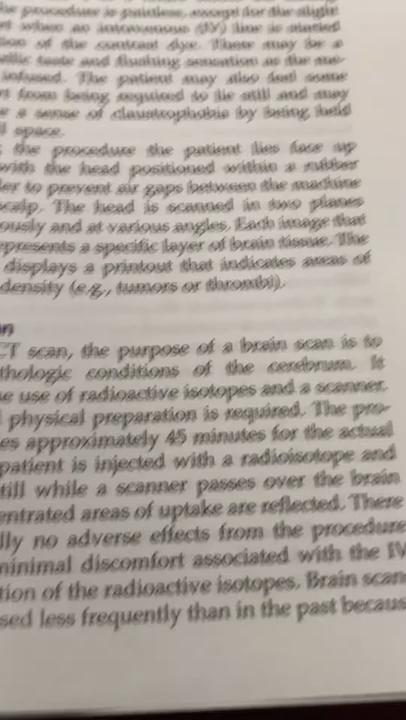 he procedure is painless, except for the slight
when an intravenous (IV) line is started
of the contrast dye. There may be a
taste and flushing sensation as the
infused. The patient may also feel some
from being required to lie still and may
a sense of claustrophobia by being held
space.
the procedure the patient lies face up
with the head positioned within a rubber
to prevent air gaps between the machine
scalp. The head is scanned in two planes
ously and at various angles. Each image that
presents a specific layer of brain tissue. The
displays a printout that indicates areas of
density (e.g., tumors or thrombi).
an
CT scan, the purpose of a brain scan is to
thologic conditions of the cerebrum. It
e use of radioactive isotopes and a scanner.
physical preparation is required. The pro-
es approximately 45 minutes for the actual
patient is injected with a radioisotope and
till while a scanner passes over the brain
entrated areas of uptake are reflected. There
lly no adverse effects from the procedure
minimal discomfort associated with the IV
tion of the radioactive isotopes. Brain scan
sed less frequently than in the past becaus